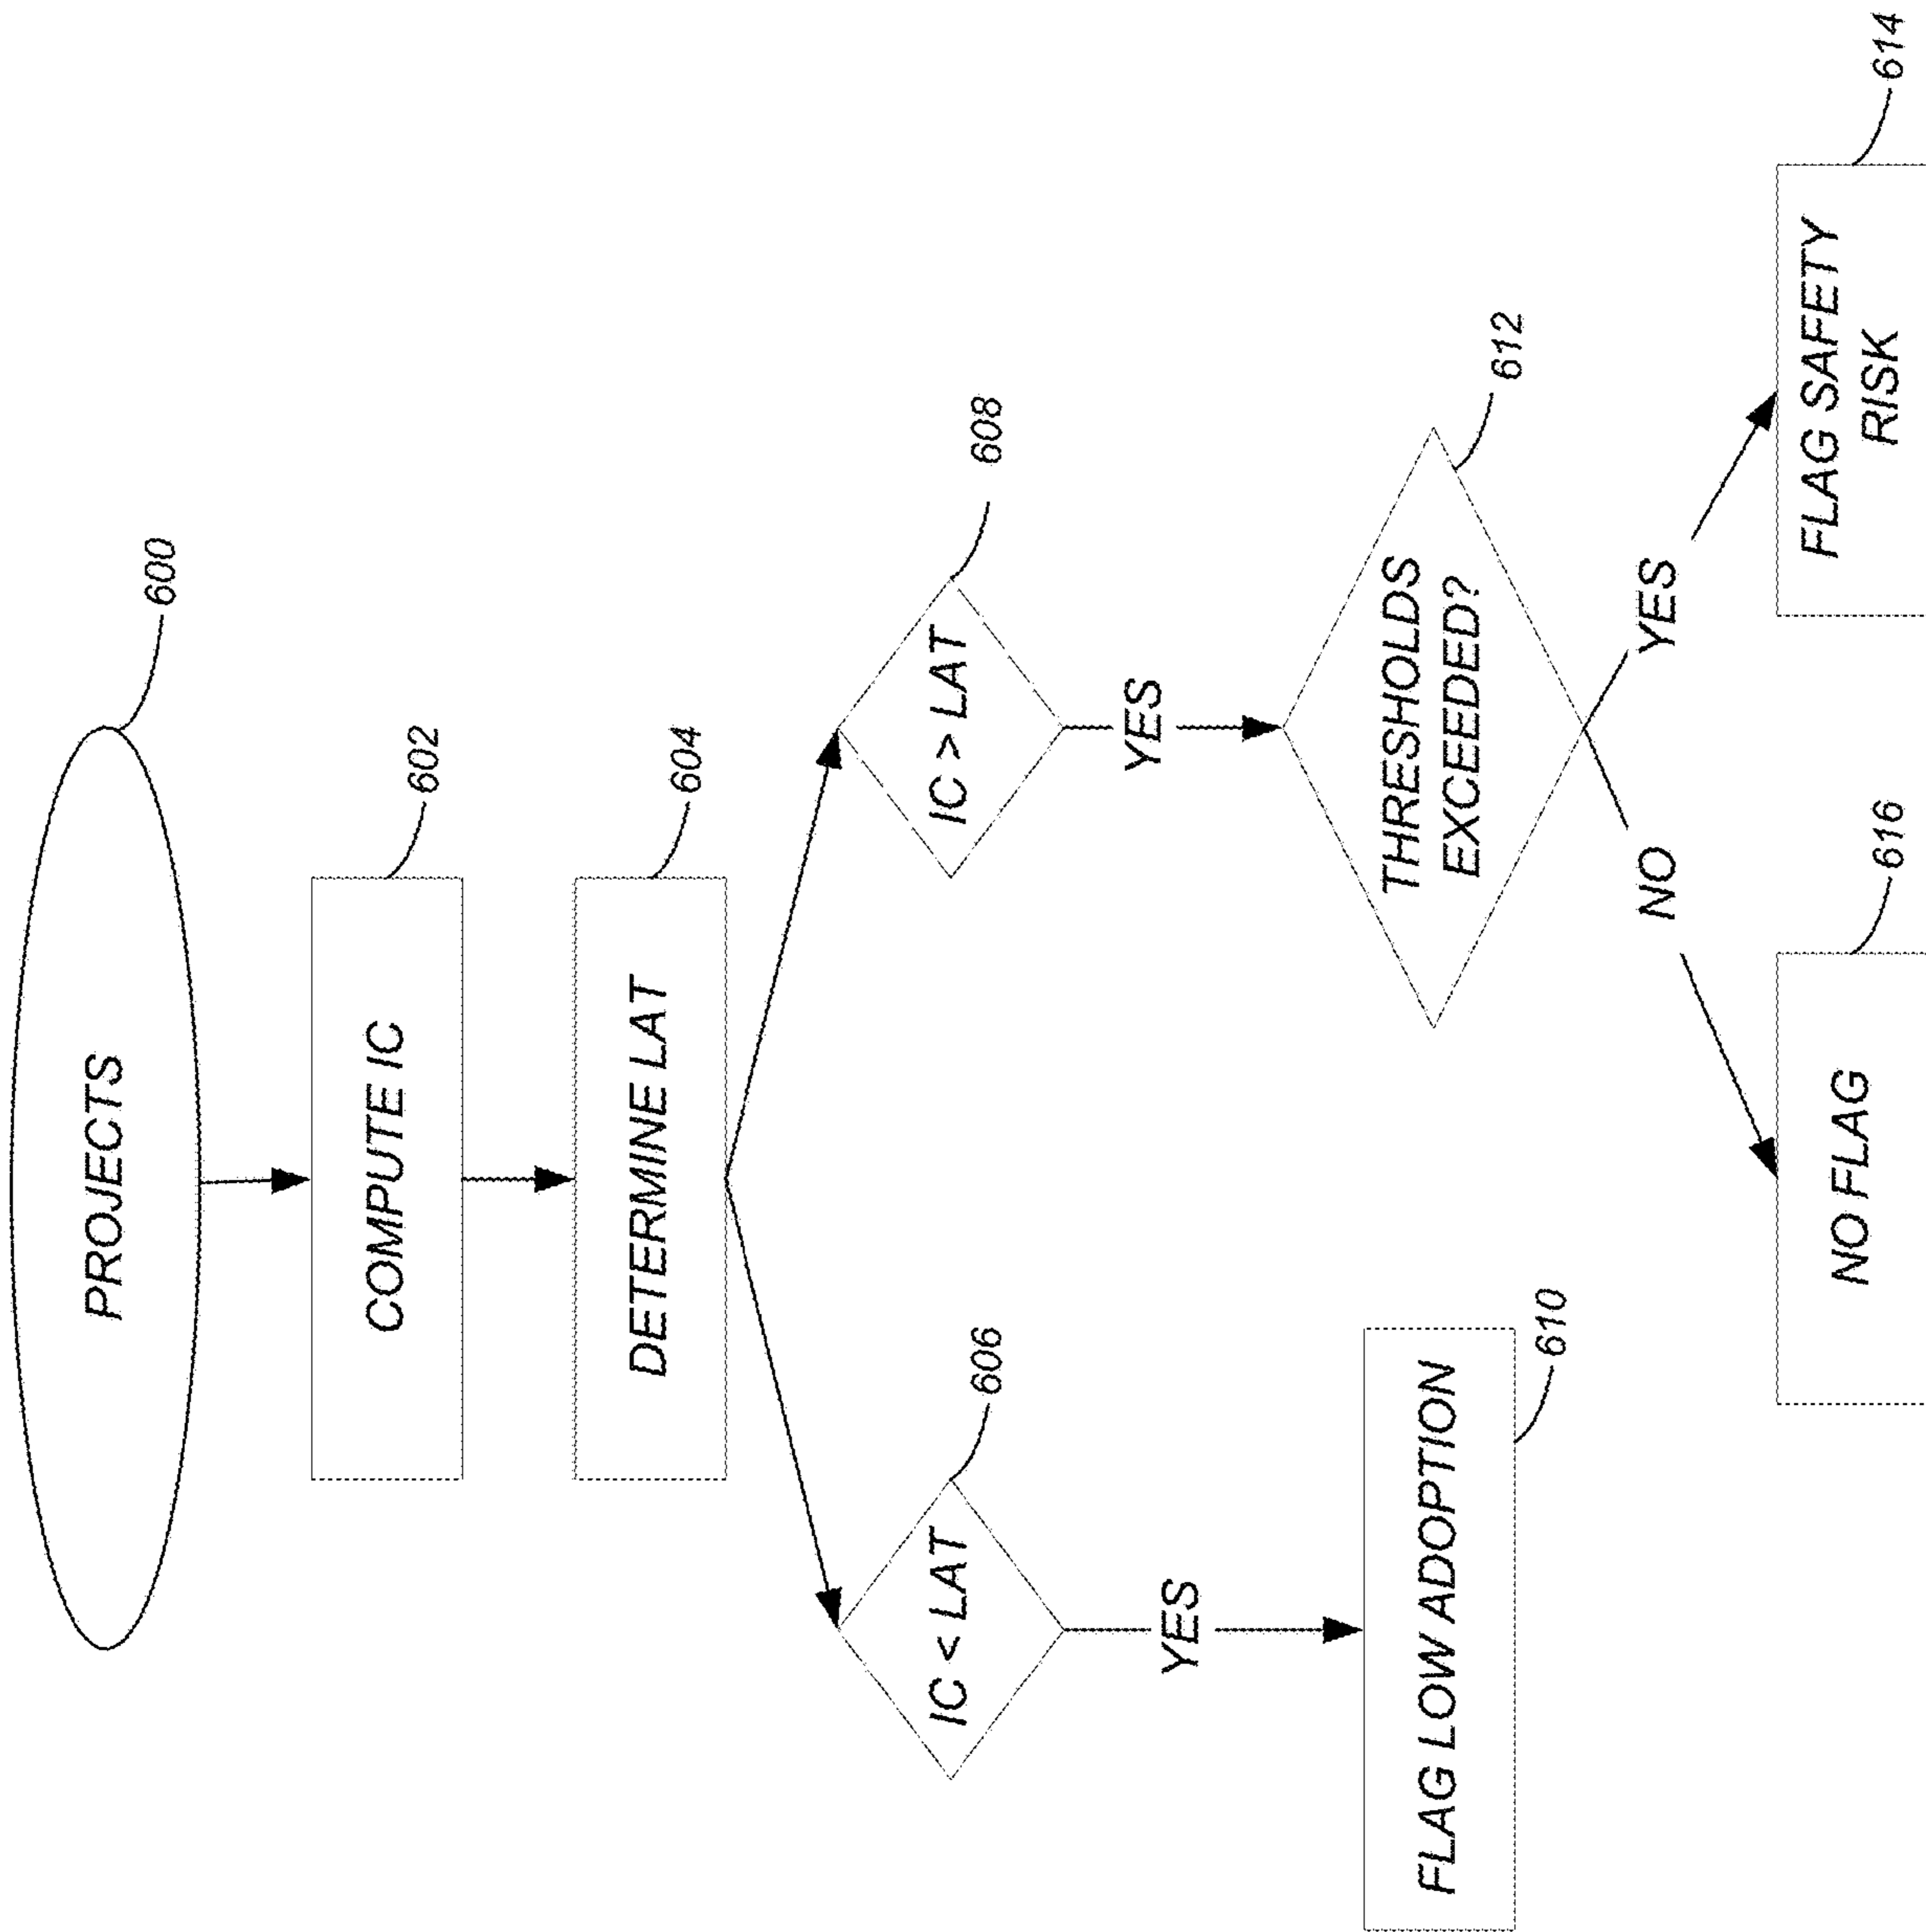 PROJECTS
600
COMPUTE IC
602
DETERMINE LAT
604
IC < LAT
606
IC > LAT
608
YES
YES
FLAG LOW ADOPTION
610
THRESHOLDS
EXCEEDED?
612
NO
YES
NO FLAG
616
FLAG SAFETY
RISK
614